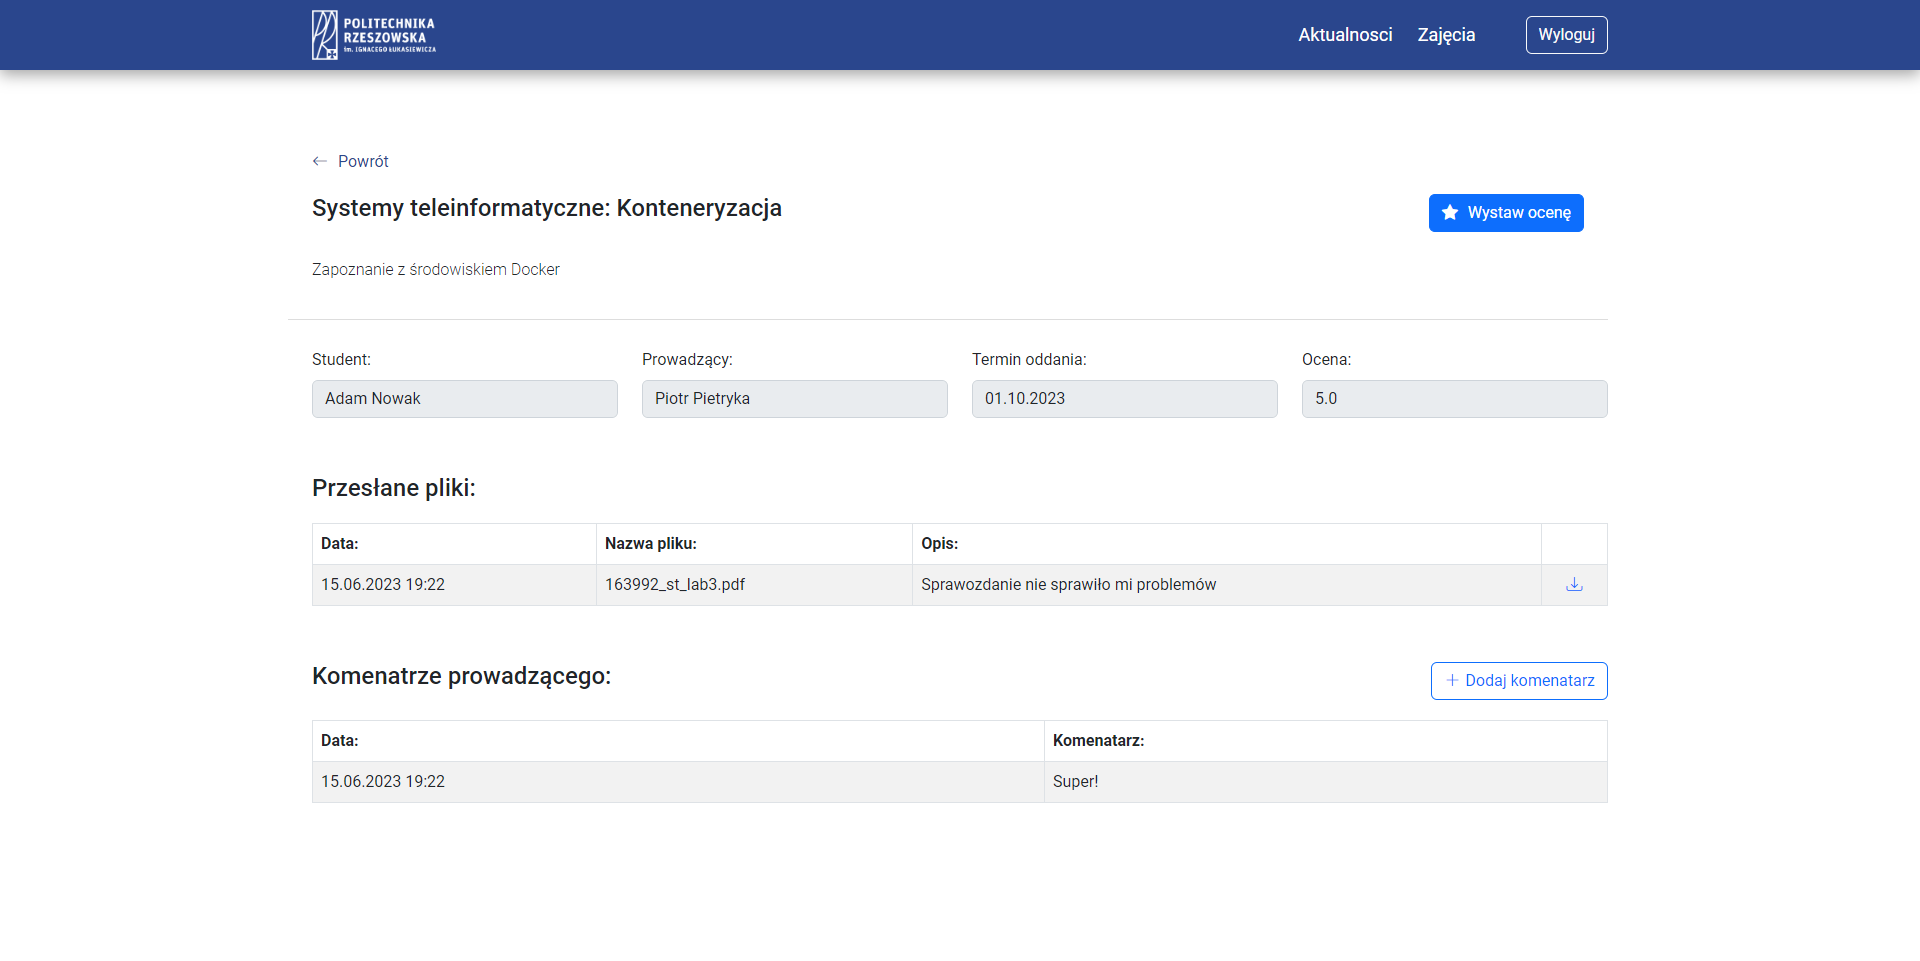 POLITECHNIKA
RZESZOWSKA
im. IGNACEGO ŁUKASIEWICZA
Aktualnosci
Zajęcia
Wyloguj
Powrót
Systemy teleinformatyczne: Konteneryzacja
Wystaw ocenę
Zapoznanie z środowiskiem Docker
Student:
Prowadzący:
Termin oddania:
Ocena:
Adam Nowak
Piotr Pietryka
01.10.2023
5.0
Przesłane pliki:
Data:
Nazwa pliku:
Opis:
15.06.2023 19:22
163992_st_lab3.pdf
Sprawozdanie nie sprawiło mi problemów
Komenatrze prowadzącego:
Dodaj komenatarz
Data:
Komenatarz:
15.06.2023 19:22
Super!